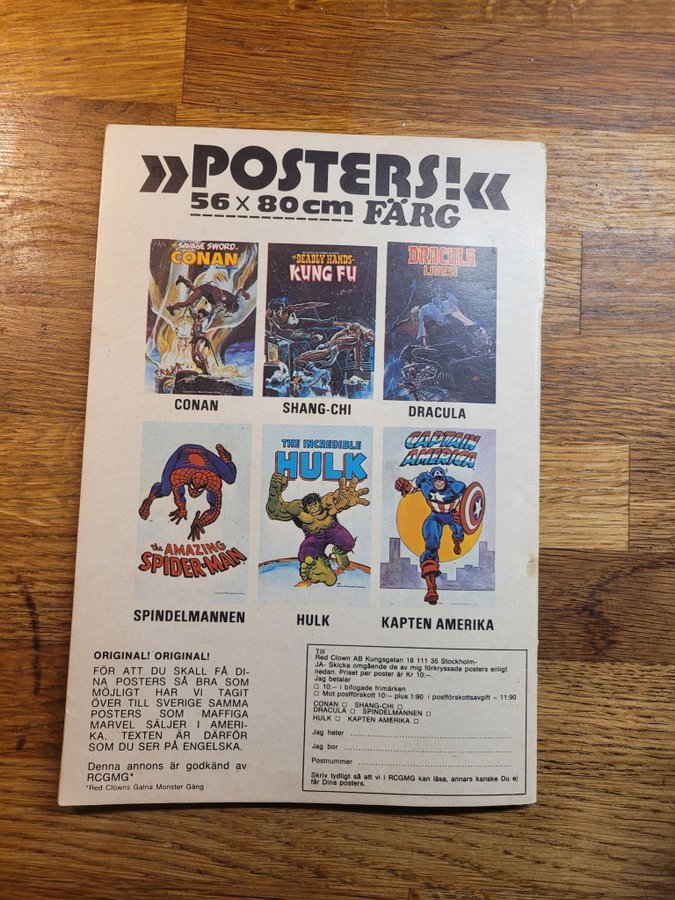 »POSTERS!«
56 × 80 cm FÄRG
SAVAGE SWORD
CONAN
DEADLY HANDS
KUNG FU
DRACULA
LIVES!
CONAN
SHANG-CHI
DRACULA
the AMAZING
SPIDER-MAN
THE INCREDIBLE
HULK
CAPTAIN
AMERICA
SPINDELMANNEN
HULK
KAPTEN AMERIKA
ORIGINAL! ORIGINAL!
FÖR ATT DU SKALL FÅ DI-
NA POSTERS SÅ BRA SOM
MÖJLIGT HAR VI TAGIT
ÖVER TILL SVERIGE SAMMA
POSTERS SOM MAFFIGA
MARVEL SÄLJER I AMERI-
KA. TEXTEN ÄR DÄRFÖR
SOM DU SER PÅ ENGELSKA.
Denna annons är godkänd av
RCGMG*
*Red Clowns Galna Monster Gäng
Till
Red Clown AB Kungsgatan 18 111 35 Stockholm-
JA- Skicka omgående de av mig förkryssade posters enligt
nedan. Priset per poster är Kr 10:–.
Jag betalar
□ 10:– i bifogade frimärken
□ Mot postförskott 10:– plus 1:90 i postförskottsavgift – 11:90
CONAN □ SHANG-CHI □
DRACULA □ SPINDELMANNEN □
HULK □ KAPTEN AMERIKA □
Jag heter
Jag bor
Postnummer
Skriv tydligt så att vi i RCGMG kan läsa, annars kanske Du ej
får Dina posters.